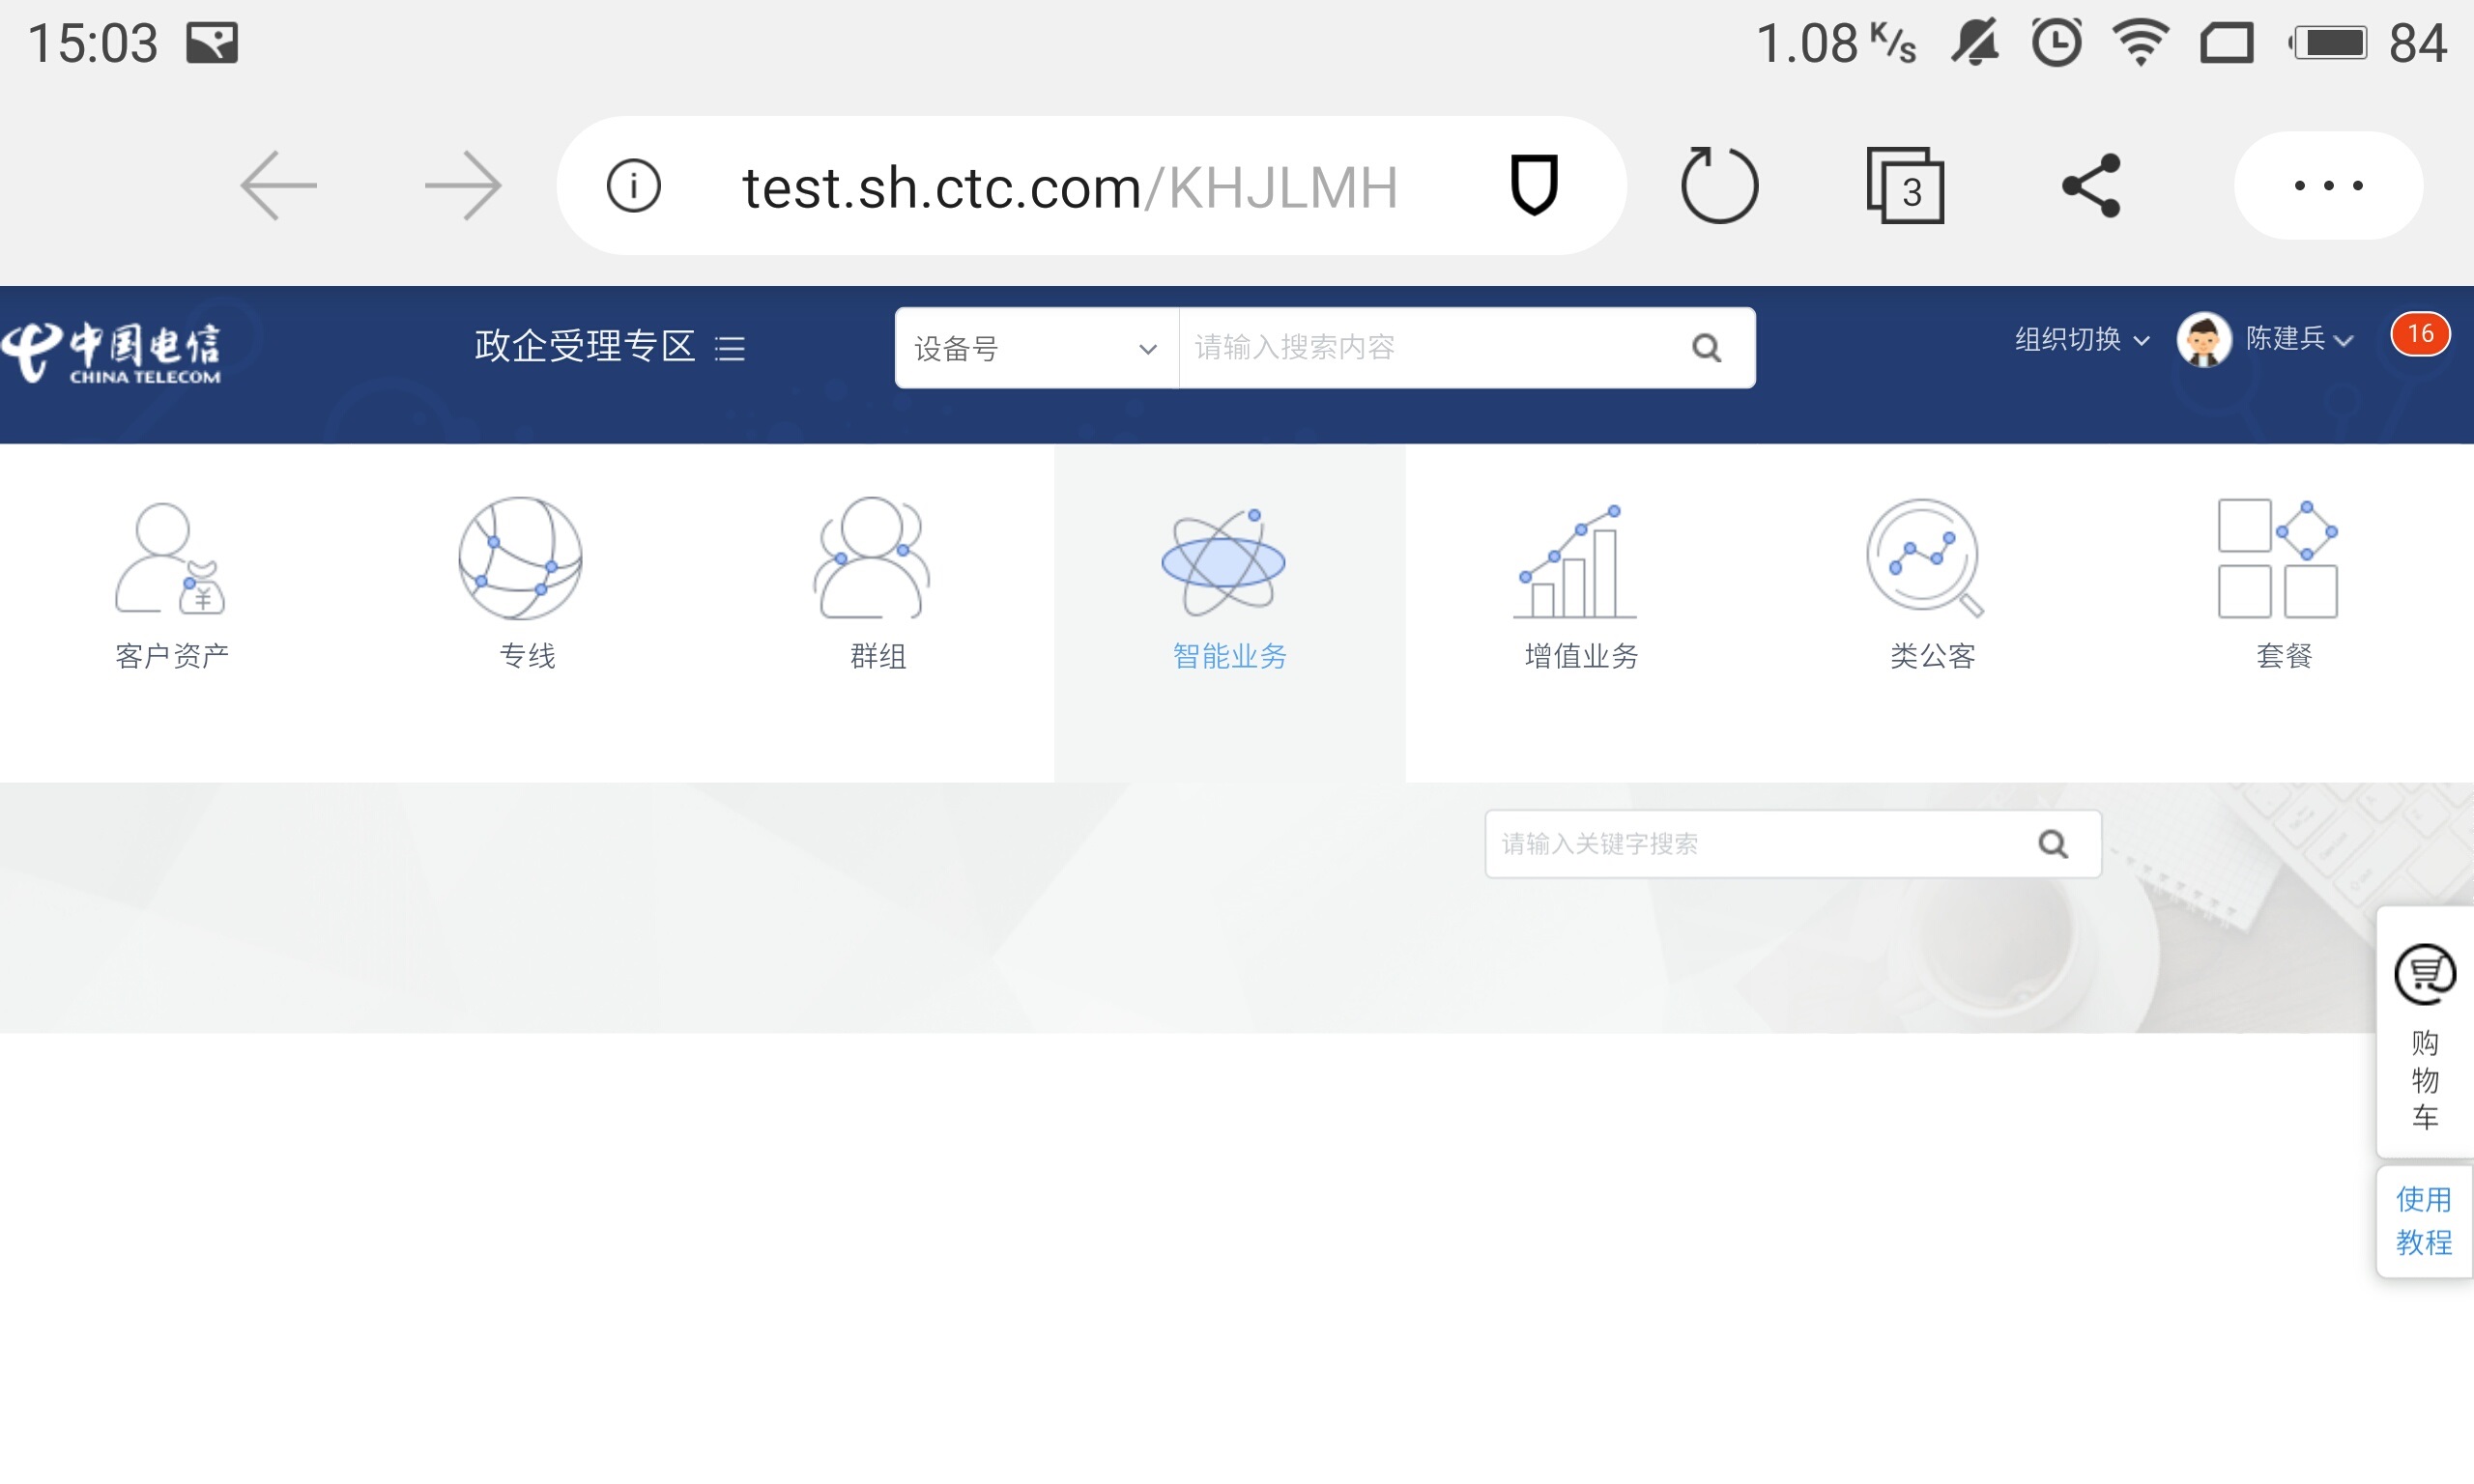 15:03
1.08 K/s
84
test.sh.ctc.com/KHJLMH
3
中国电信
CHINA TELECOM
政企受理专区
设备号
请输入搜索内容
组织切换
陈建兵
16
客户资产
专线
群组
智能业务
增值业务
类公客
套餐
请输入关键字搜索
购
物
车
使用
教程